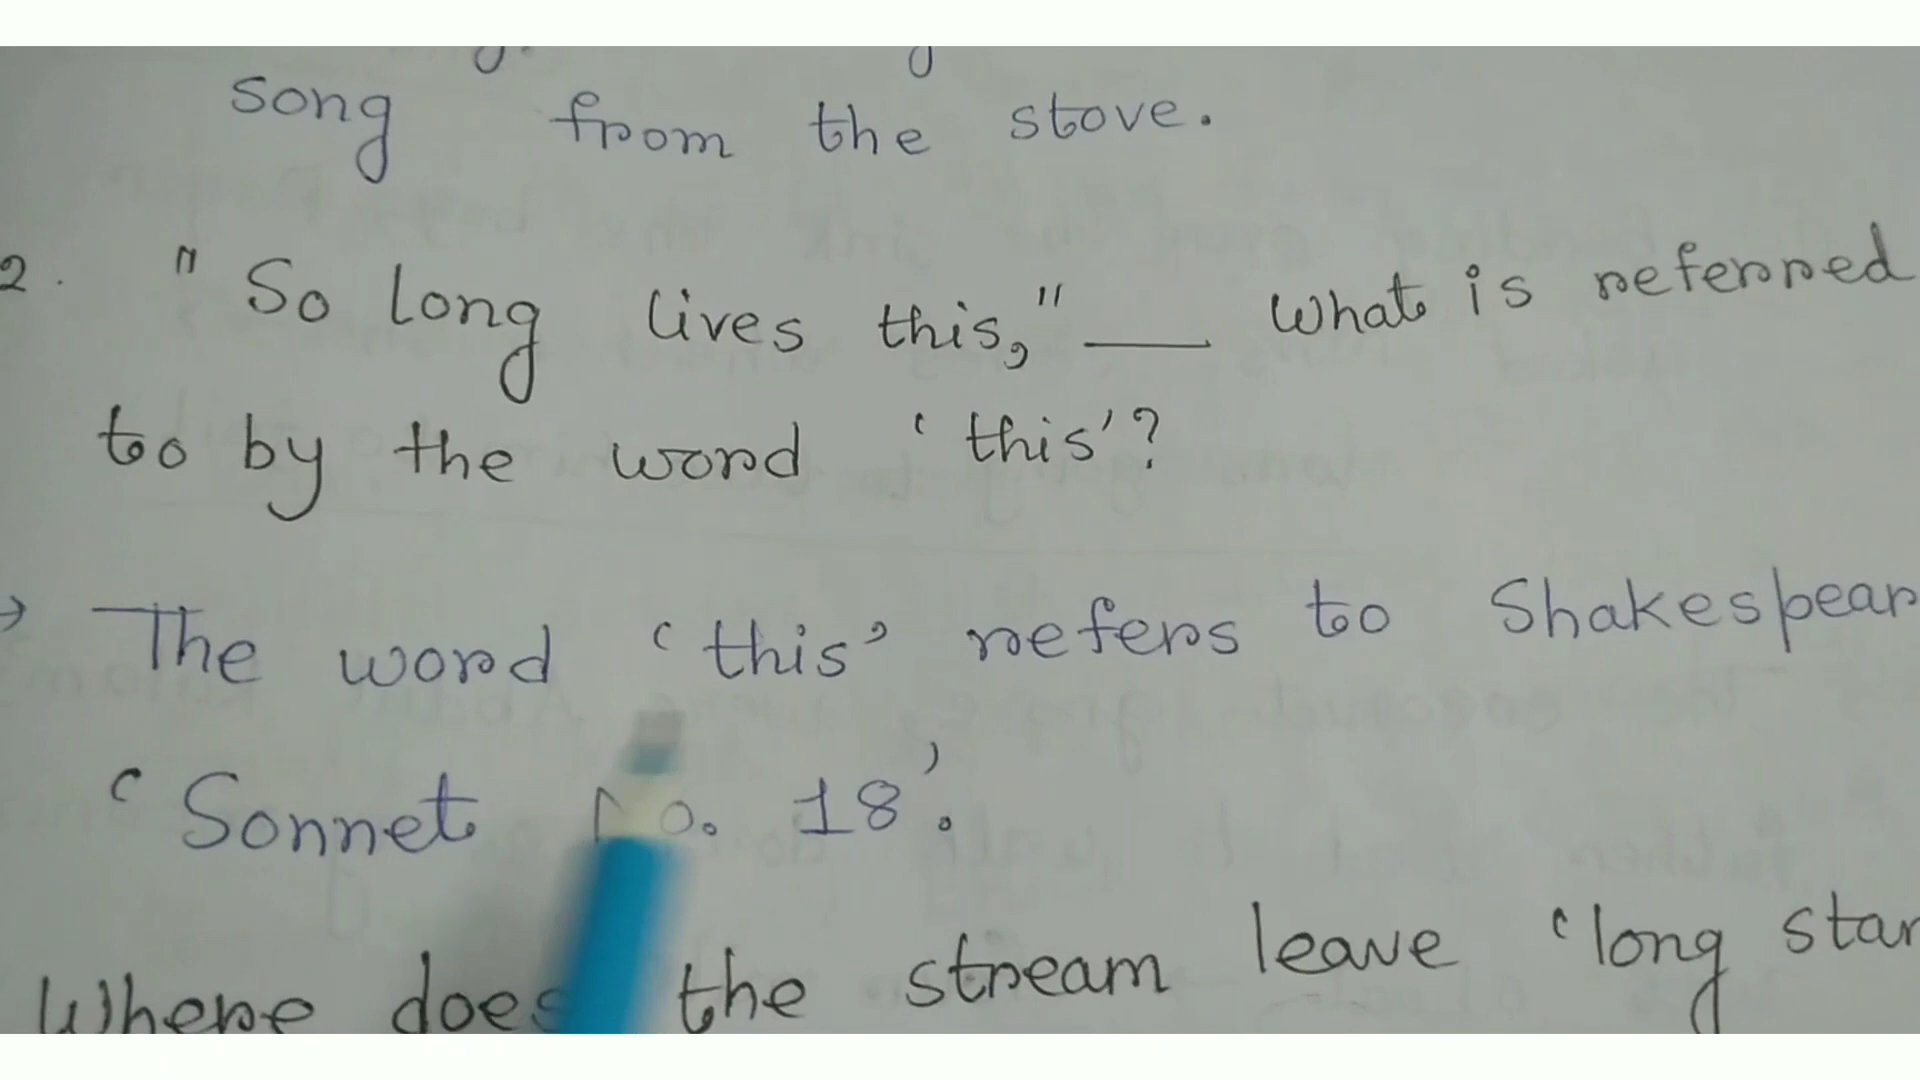 song from the stove.
2. "So long lives this," — What is referred
to by the word 'this'?
→ The word 'this' refers to Shakespear
'Sonnet No. 18'.
Where does the stream leave 'long star